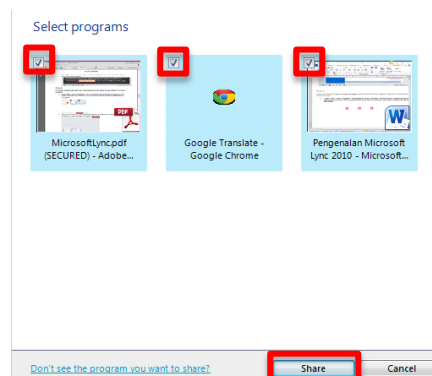 Select programs
PDF
W
MicrosoftLync.pdf
(SECURED) - Adobe...
Google Translate -
Google Chrome
Pengenalan Microsoft
Lync 2010 - Microsoft...
Don't see the program you want to share?
Share
Cancel